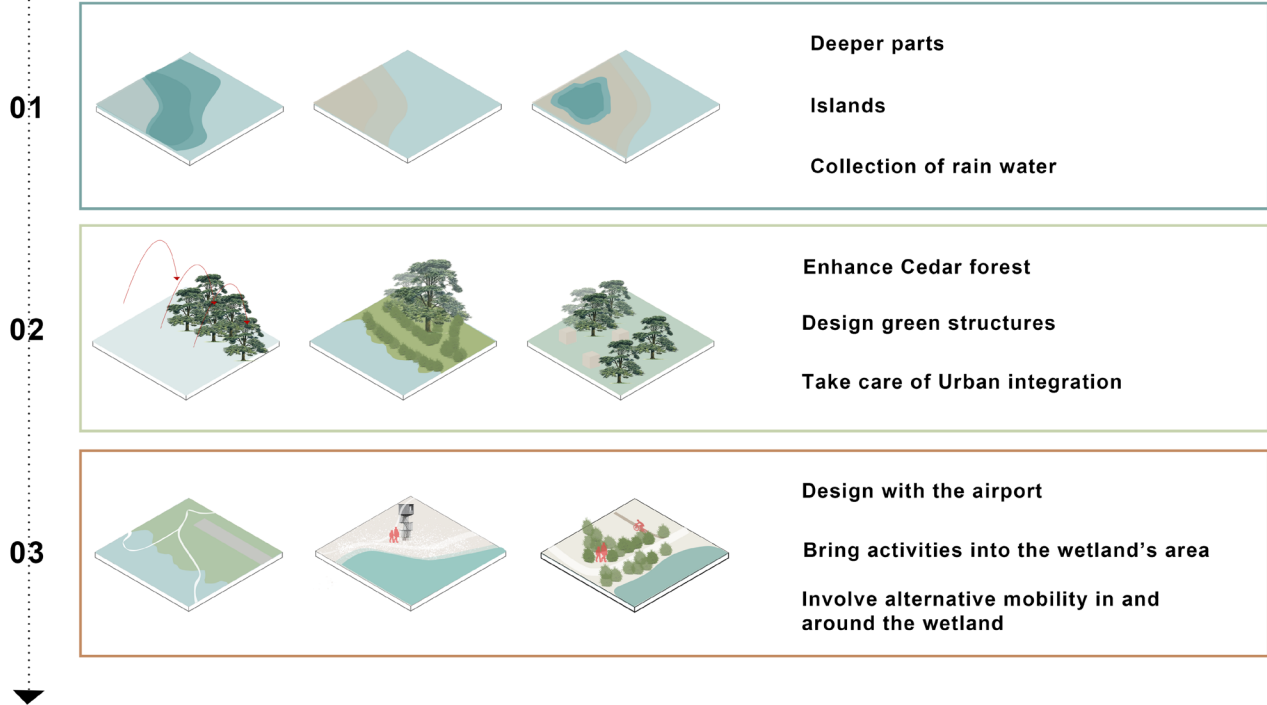 01
Deeper parts
Islands
Collection of rain water
02
Enhance Cedar forest
Design green structures
Take care of Urban integration
03
Design with the airport
Bring activities into the wetland’s area
Involve alternative mobility in and
around the wetland